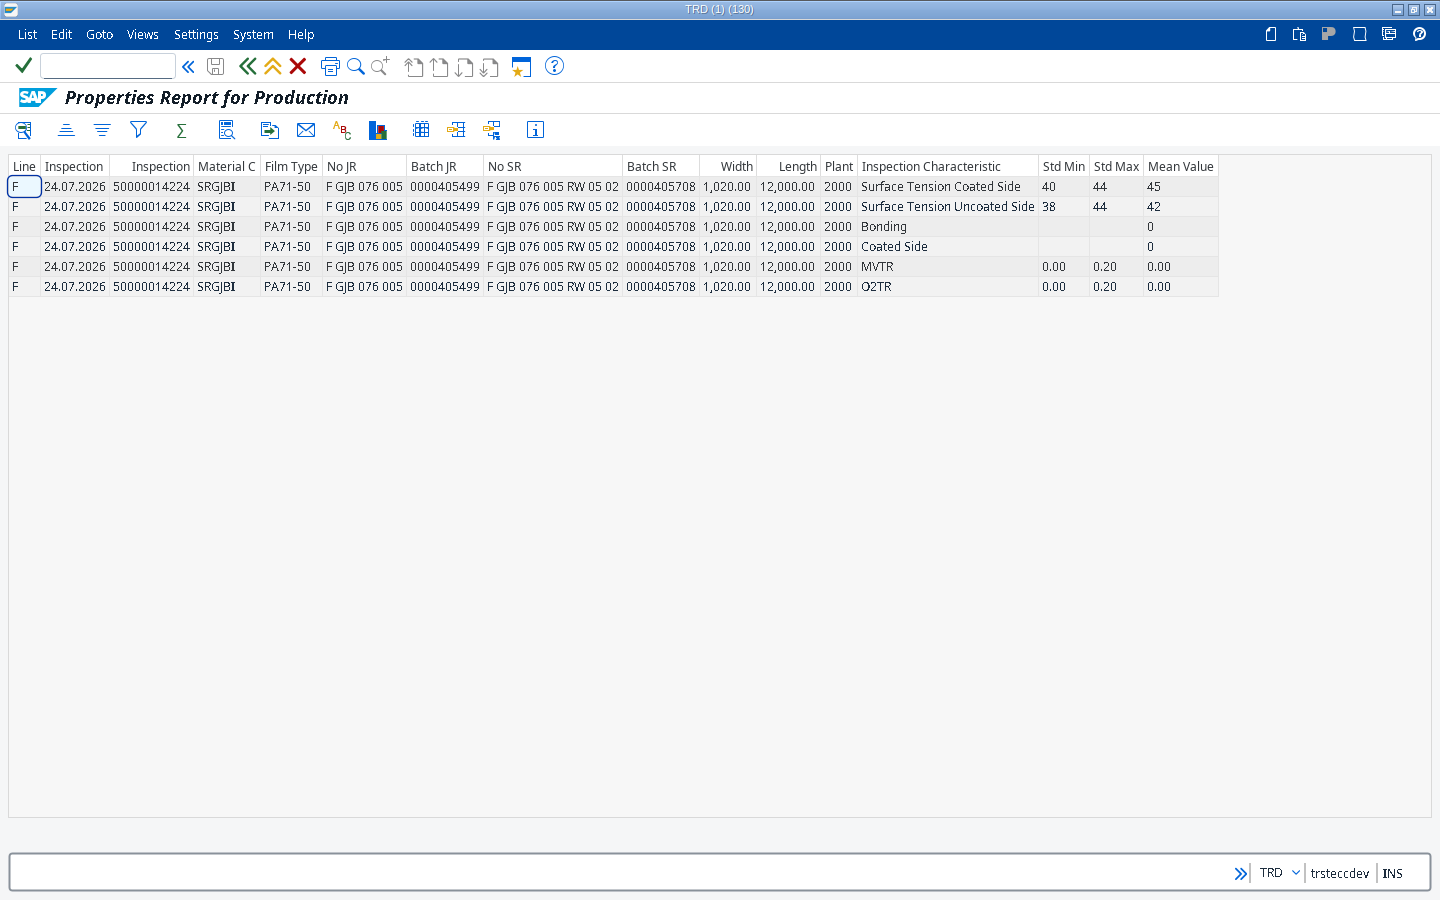 TRD (1) (130)
List Edit Goto Views Settings System Help
SAP Properties Report for Production
Line Inspection Inspection Material C Film Type No JR Batch JR No SR Batch SR Width Length Plant Inspection Characteristic Std Min Std Max Mean Value
F 24.07.2026 50000014224 SRGJBI PA71-50 F GJB 076 005 0000405499 F GJB 076 005 RW 05 02 0000405708 1,020.00 12,000.00 2000 Surface Tension Coated Side 40 44 45
F 24.07.2026 50000014224 SRGJBI PA71-50 F GJB 076 005 0000405499 F GJB 076 005 RW 05 02 0000405708 1,020.00 12,000.00 2000 Surface Tension Uncoated Side 38 44 42
F 24.07.2026 50000014224 SRGJBI PA71-50 F GJB 076 005 0000405499 F GJB 076 005 RW 05 02 0000405708 1,020.00 12,000.00 2000 Bonding 0
F 24.07.2026 50000014224 SRGJBI PA71-50 F GJB 076 005 0000405499 F GJB 076 005 RW 05 02 0000405708 1,020.00 12,000.00 2000 Coated Side 0
F 24.07.2026 50000014224 SRGJBI PA71-50 F GJB 076 005 0000405499 F GJB 076 005 RW 05 02 0000405708 1,020.00 12,000.00 2000 MVTR 0.00 0.20 0.00
F 24.07.2026 50000014224 SRGJBI PA71-50 F GJB 076 005 0000405499 F GJB 076 005 RW 05 02 0000405708 1,020.00 12,000.00 2000 O2TR 0.00 0.20 0.00
TRD trsteccdev INS